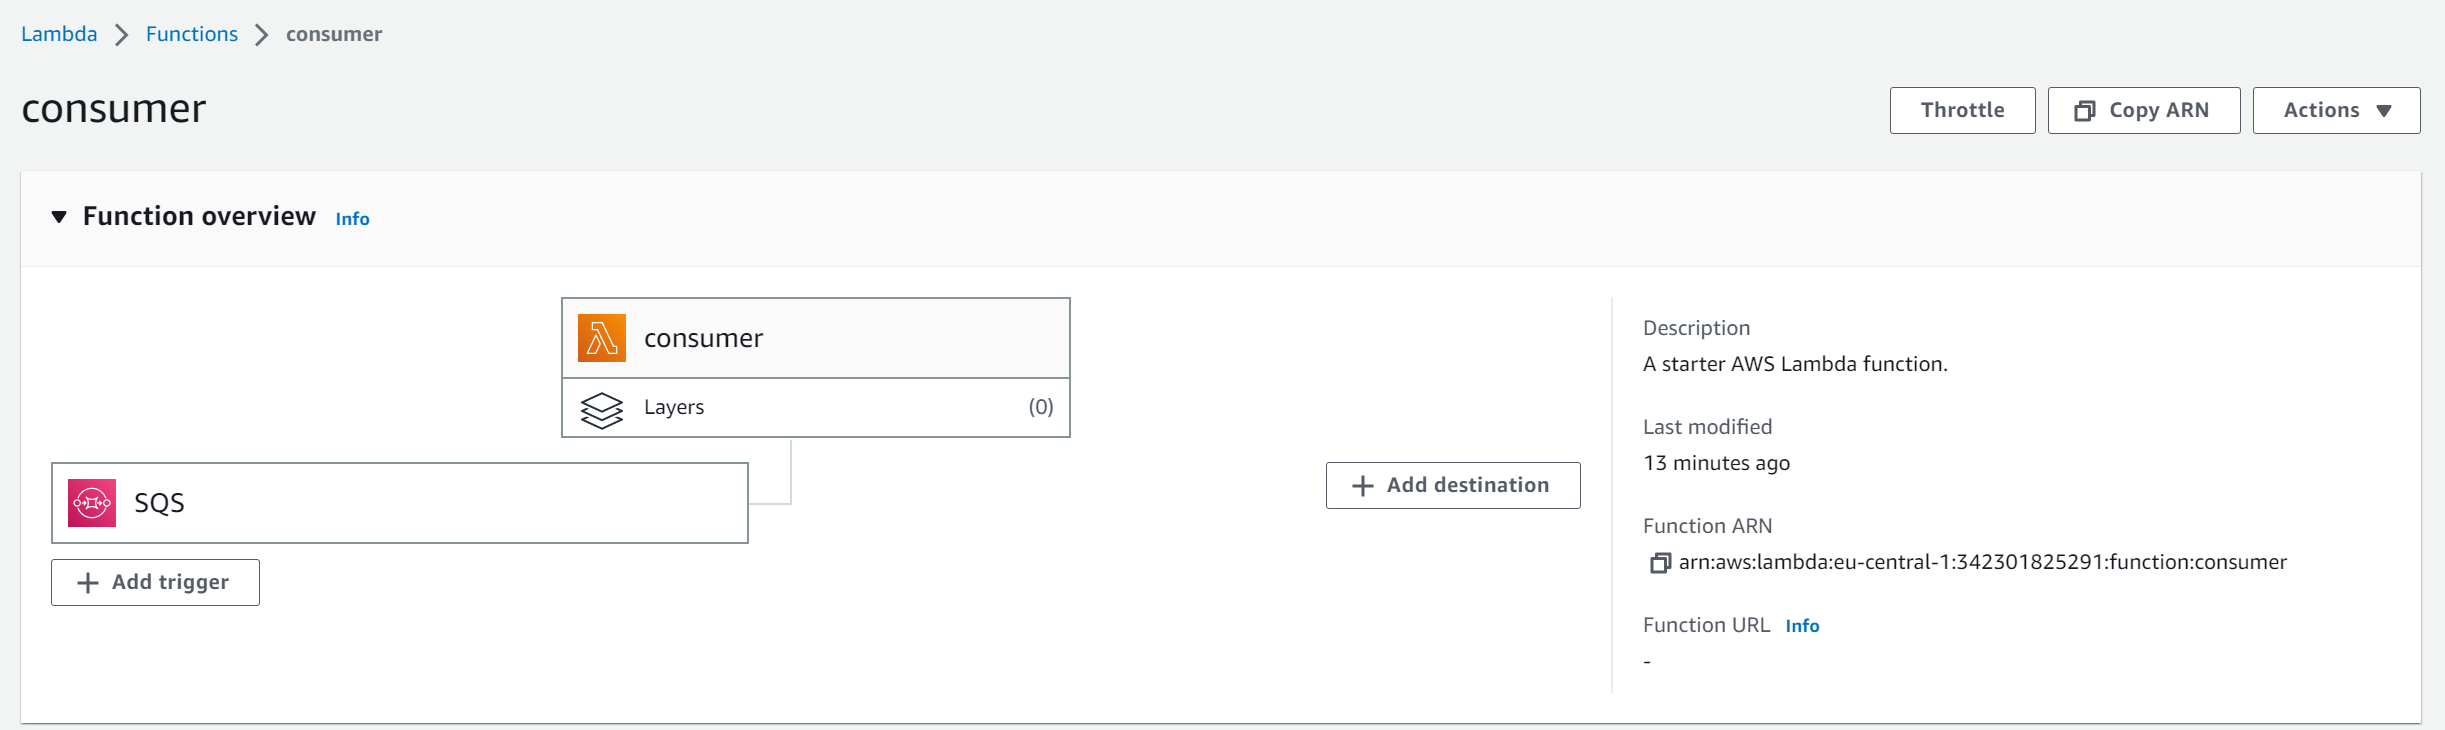 Lambda > Functions > consumer
consumer
Throttle
Copy ARN
Actions
Function overview Info
consumer
Layers (0)
SQS
Add trigger
Add destination
Description
A starter AWS Lambda function.
Last modified
13 minutes ago
Function ARN
arn:aws:lambda:eu-central-1:342301825291:function:consumer
Function URL Info
-